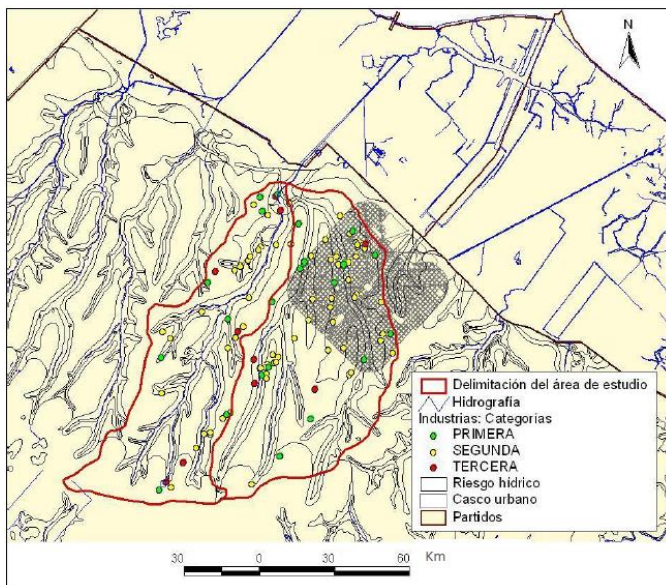 N
Delimitación del área de estudio
Hidrografía
Industrias: Categorías
PRIMERA
SEGUNDA
TERCERA
Riesgo hídrico
Casco urbano
Partidos
30 0 30 60 Km